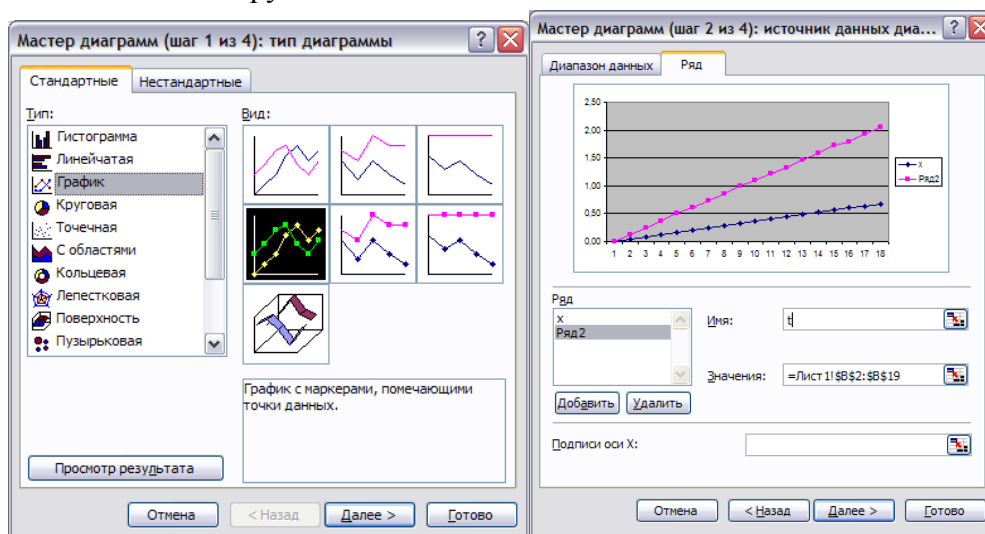 Мастер диаграмм (шаг 1 из 4): тип диаграммы
Стандартные Нестандартные
Тип:
Гистограмма
Линейчатая
График
Круговая
Точечная
С областями
Кольцевая
Лепестковая
Поверхность
Пузырьковая
Вид:
График с маркерами, помечающими
точки данных.
Просмотр результата
Отмена < Назад Далее > Готово
Мастер диаграмм (шаг 2 из 4): источник данных диа...
Диапазон данных Ряд
2,50
2,00
1,50
1,00
0,50
0,00
1 2 3 4 5 6 7 8 9 10 11 12 13 14 15 16 17 18
x
Ряд2
Ряд
x
Ряд2
Добавить Удалить
Имя: t
Значения: =Лист1!$B$2:$B$19
Подписи оси X:
Отмена < Назад Далее > Готово